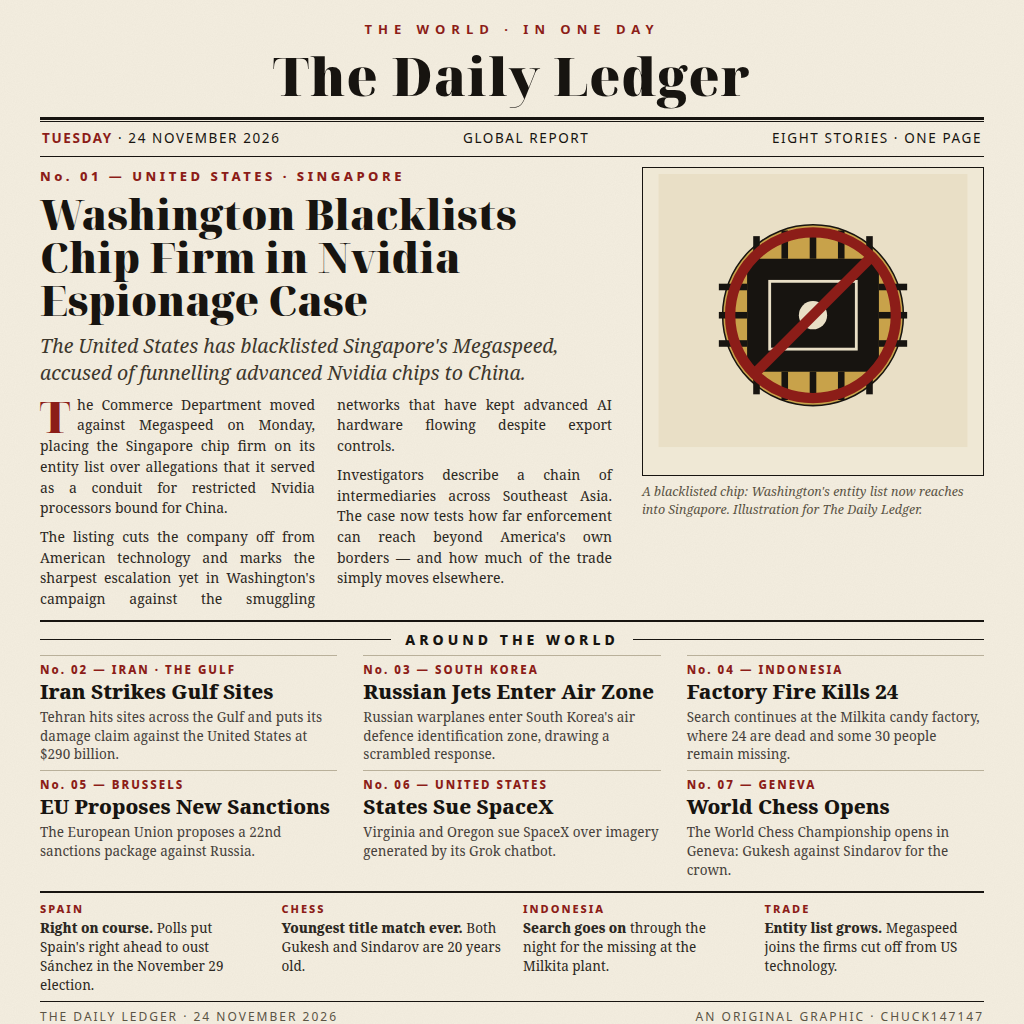 THE WORLD · IN ONE DAY
The Daily Ledger
TUESDAY · 24 NOVEMBER 2026
GLOBAL REPORT
EIGHT STORIES · ONE PAGE
No. 01 — UNITED STATES · SINGAPORE
Washington Blacklists
Chip Firm in Nvidia
Espionage Case
The United States has blacklisted Singapore's Megaspeed,
accused of funnelling advanced Nvidia chips to China.
The Commerce Department moved
against Megaspeed on Monday,
placing the Singapore chip firm on its
entity list over allegations that it served
as a conduit for restricted Nvidia
processors bound for China.
The listing cuts the company off from
American technology and marks the
sharpest escalation yet in Washington's
campaign against the smuggling
networks that have kept advanced AI
hardware flowing despite export
controls.
Investigators describe a chain of
intermediaries across Southeast Asia.
The case now tests how far enforcement
can reach beyond America's own
borders — and how much of the trade
simply moves elsewhere.
A blacklisted chip: Washington's entity list now reaches
into Singapore. Illustration for The Daily Ledger.
AROUND THE WORLD
No. 02 — IRAN · THE GULF
Iran Strikes Gulf Sites
Tehran hits sites across the Gulf and puts its
damage claim against the United States at
$290 billion.
No. 03 — SOUTH KOREA
Russian Jets Enter Air Zone
Russian warplanes enter South Korea's air
defence identification zone, drawing a
scrambled response.
No. 04 — INDONESIA
Factory Fire Kills 24
Search continues at the Milkita candy factory,
where 24 are dead and some 30 people
remain missing.
No. 05 — BRUSSELS
EU Proposes New Sanctions
The European Union proposes a 22nd
sanctions package against Russia.
No. 06 — UNITED STATES
States Sue SpaceX
Virginia and Oregon sue SpaceX over imagery
generated by its Grok chatbot.
No. 07 — GENEVA
World Chess Opens
The World Chess Championship opens in
Geneva: Gukesh against Sindarov for the
crown.
SPAIN
Right on course. Polls put
Spain's right ahead to oust
Sánchez in the November 29
election.
CHESS
Youngest title match ever. Both
Gukesh and Sindarov are 20 years
old.
INDONESIA
Search goes on through the
night for the missing at the
Milkita plant.
TRADE
Entity list grows. Megaspeed
joins the firms cut off from US
technology.
THE DAILY LEDGER · 24 NOVEMBER 2026
AN ORIGINAL GRAPHIC · CHUCK147147